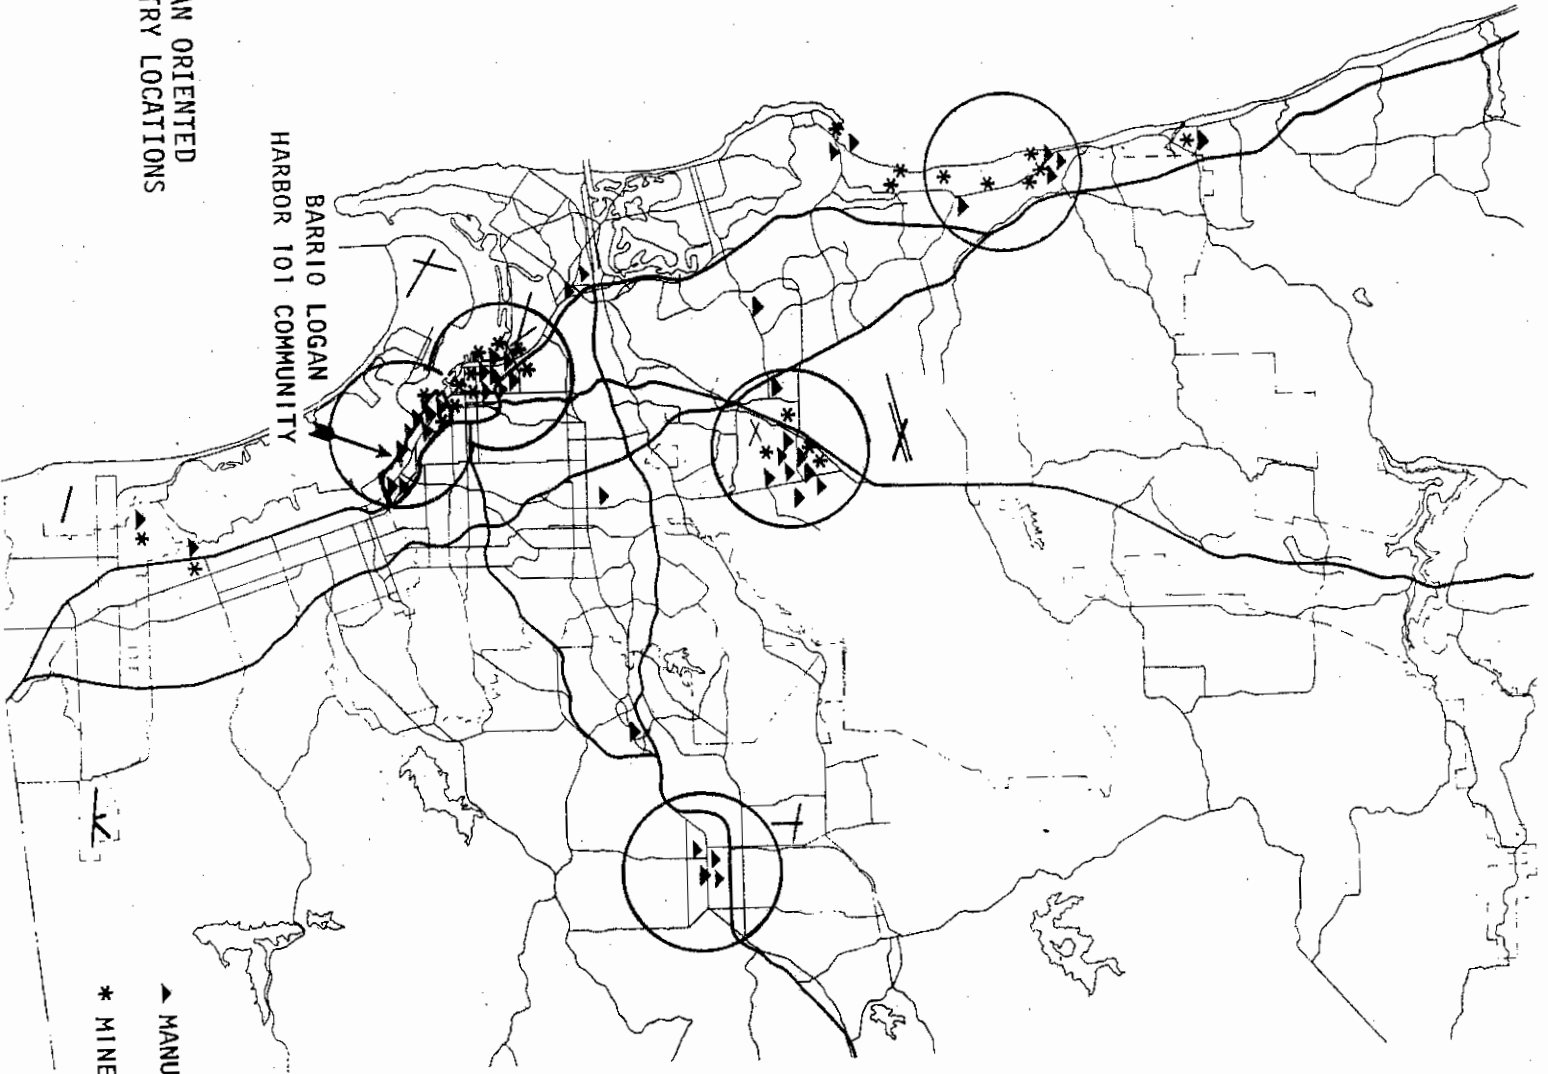 AN ORIENTED
TRY LOCATIONS
BARRIO LOGAN
HARBOR 101 COMMUNITY
MANU
* MINE